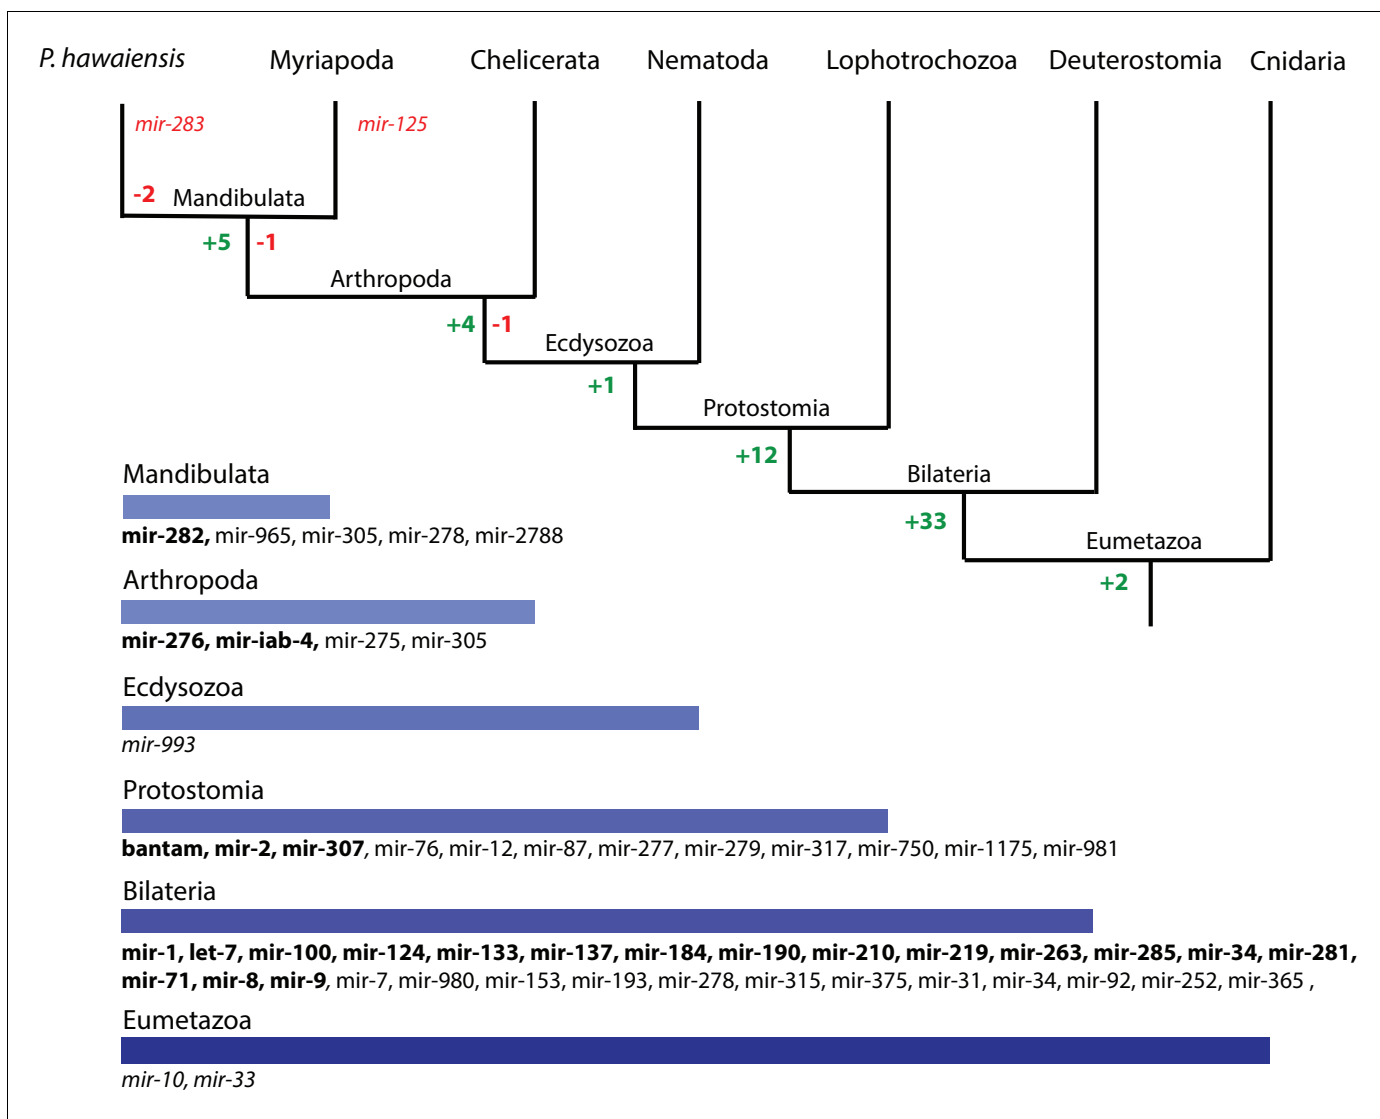 P. hawaiensis Myriapoda Chelicerata Nematoda Lophotrochozoa Deuterostomia Cnidaria
mir-283 mir-125
-2 Mandibulata
+5 -1
Arthropoda
+4 -1
Ecdysozoa
+1
Protostomia
+12
Bilateria
+33
Eumetazoa
+2
Mandibulata
mir-282, mir-965, mir-305, mir-278, mir-2788
Arthropoda
mir-276, mir-iab-4, mir-275, mir-305
Ecdysozoa
mir-993
Protostomia
bantam, mir-2, mir-307, mir-76, mir-12, mir-87, mir-277, mir-279, mir-317, mir-750, mir-1175, mir-981
Bilateria
mir-1, let-7, mir-100, mir-124, mir-133, mir-137, mir-184, mir-190, mir-210, mir-219, mir-263, mir-285, mir-34, mir-281,
mir-71, mir-8, mir-9, mir-7, mir-980, mir-153, mir-193, mir-278, mir-315, mir-375, mir-31, mir-34, mir-92, mir-252, mir-365 ,
Eumetazoa
mir-10, mir-33